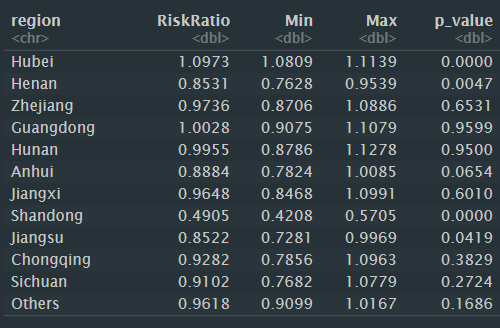 region RiskRatio Min Max p_value
<chr> <dbl> <dbl> <dbl> <dbl>
Hubei 1.0973 1.0809 1.1139 0.0000
Henan 0.8531 0.7628 0.9539 0.0047
Zhejiang 0.9736 0.8706 1.0886 0.6531
Guangdong 1.0028 0.9075 1.1079 0.9599
Hunan 0.9955 0.8786 1.1278 0.9500
Anhui 0.8884 0.7824 1.0085 0.0654
Jiangxi 0.9648 0.8468 1.0991 0.6010
Shandong 0.4905 0.4208 0.5705 0.0000
Jiangsu 0.8522 0.7281 0.9969 0.0419
Chongqing 0.9282 0.7856 1.0963 0.3829
Sichuan 0.9102 0.7682 1.0779 0.2724
Others 0.9618 0.9099 1.0167 0.1686